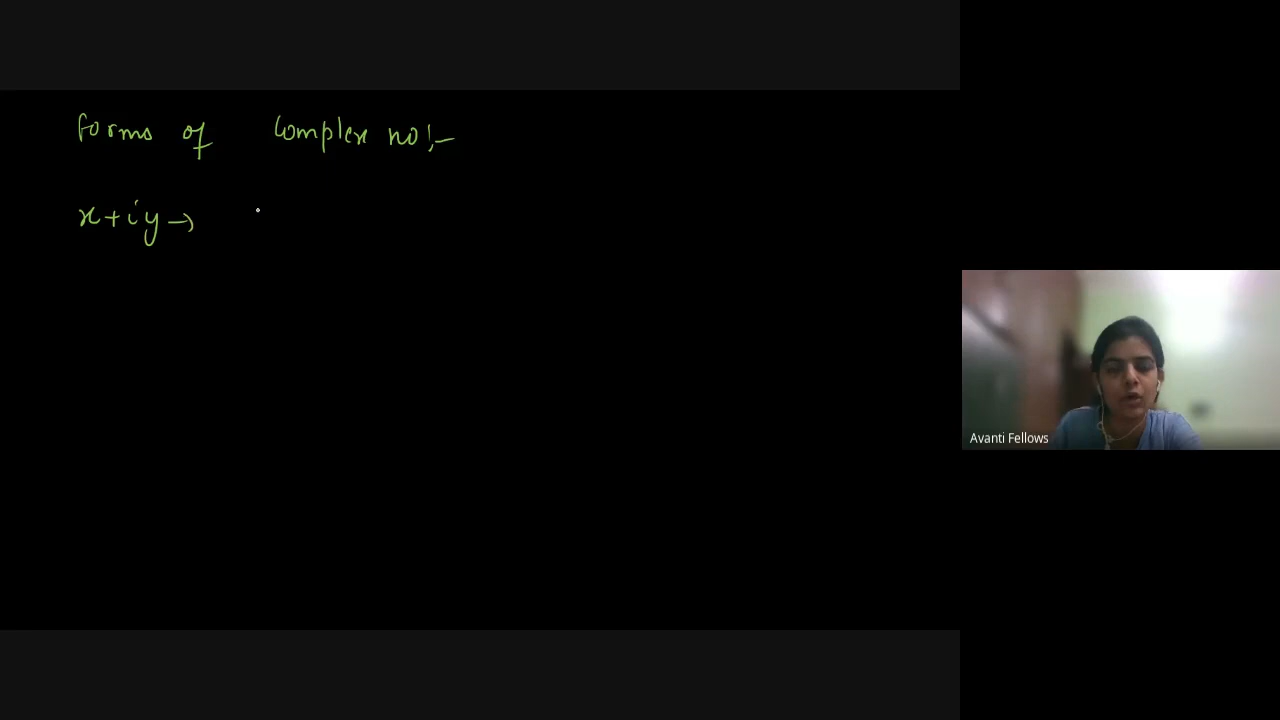 forms of complex no:-
x+iy→
Avanti Fellows